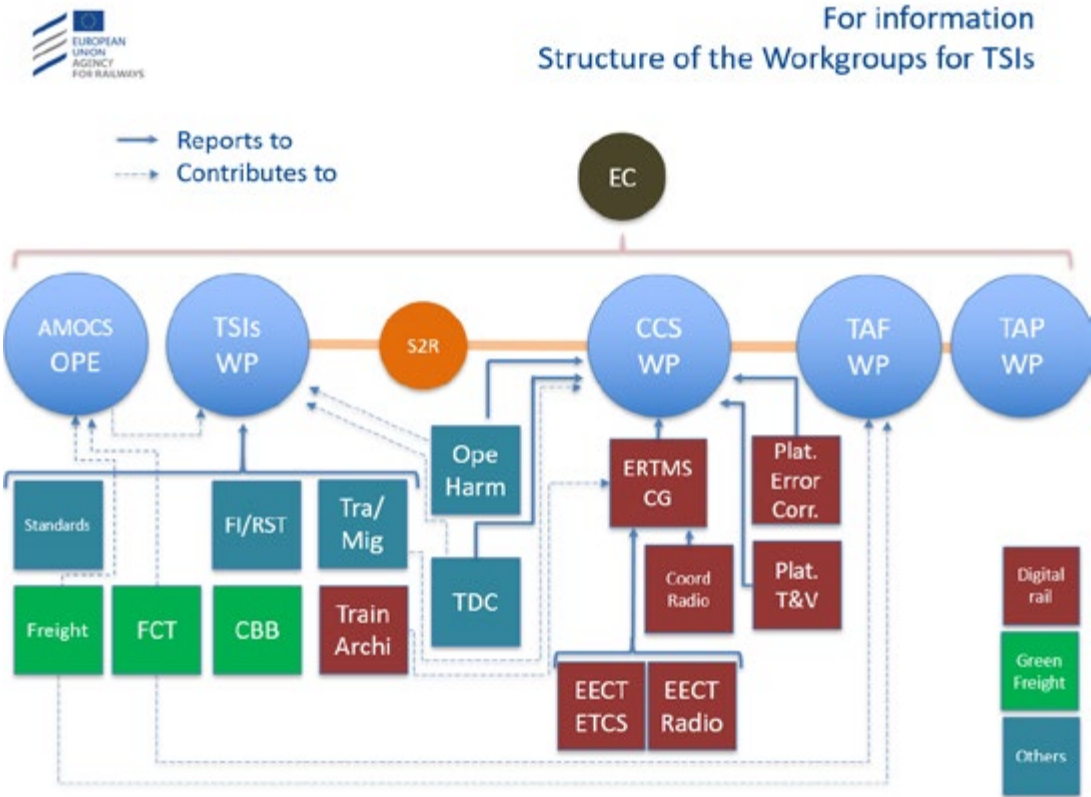 EUROPEAN
UNION
AGENCY
FOR RAILWAYS
For information
Structure of the Workgroups for TSIs
Reports to
Contributes to
EC
AMOCS
OPE
TSIs
WP
S2R
CCS
WP
TAF
WP
TAP
WP
Ope
Harm
ERTMS
CG
Plat.
Error
Corr.
Standards
FI/RST
Tra/
Mig
TDC
Coord
Radio
Plat.
T&V
Digital
rail
Freight
FCT
CBB
Train
Archi
Green
Freight
EECT
ETCS
EECT
Radio
Others